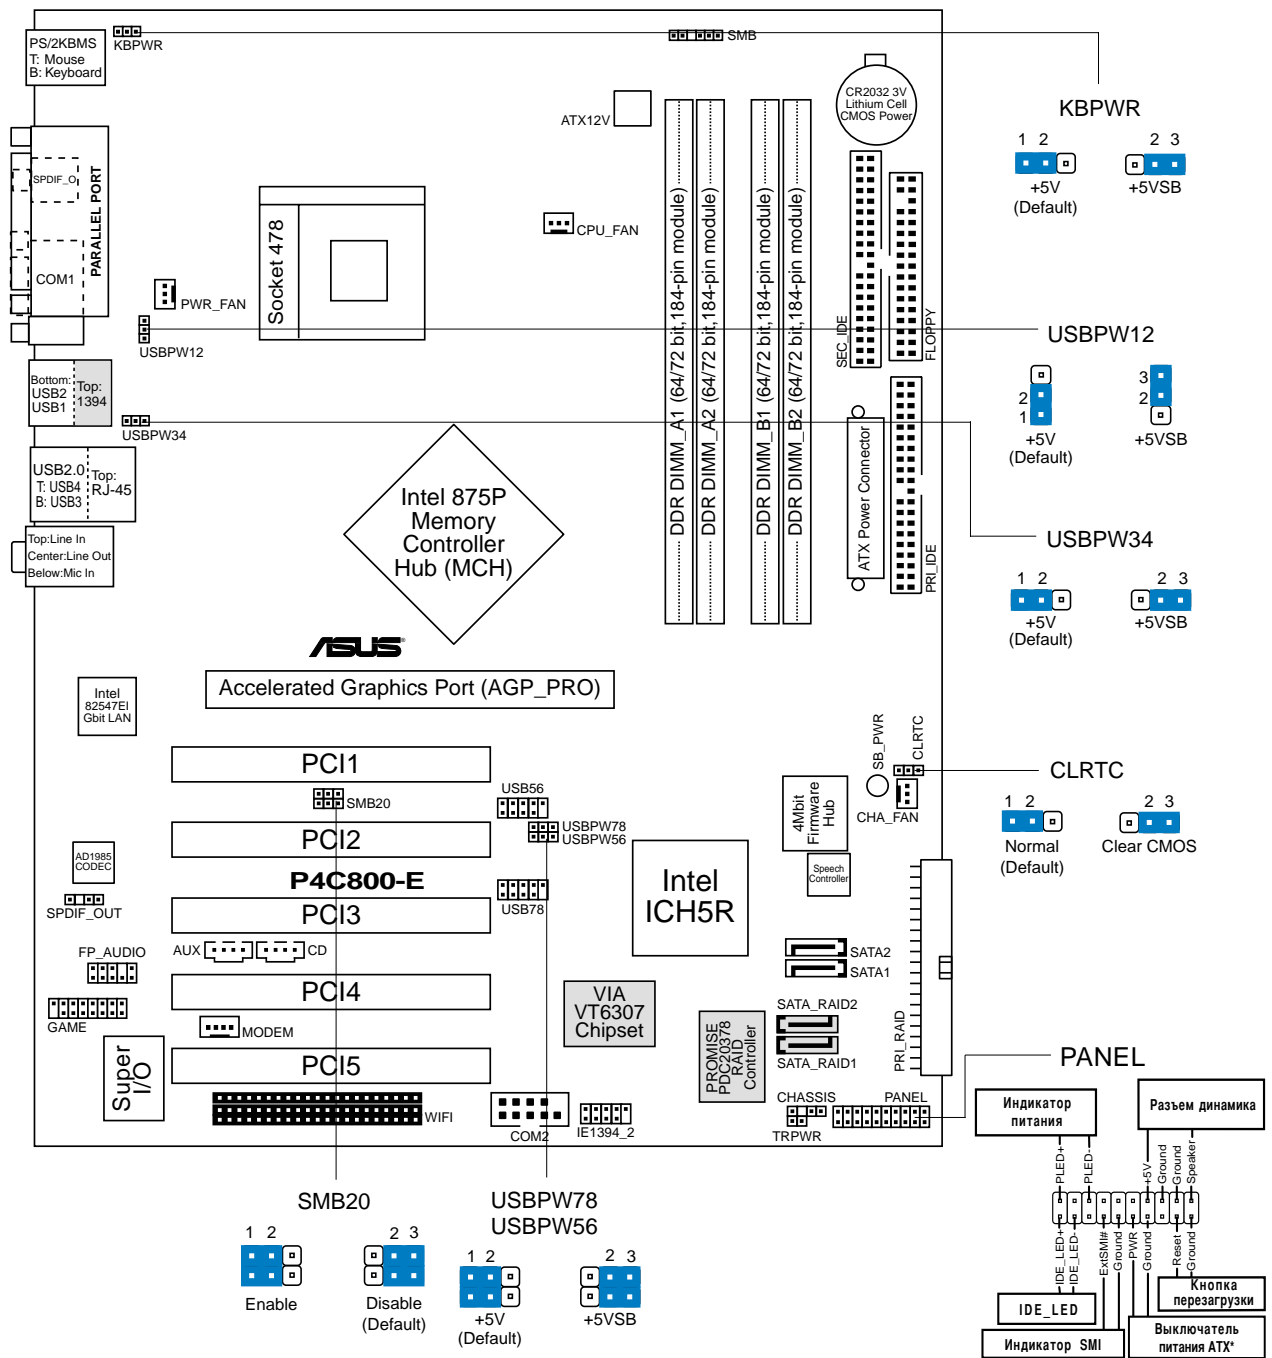 PS/2KBMS
T: Mouse
B: Keyboard
KBPWR
SMB
CR2032 3V
Lithium Cell
CMOS Power
ATX12V
KBPWR
1 2
2 3
+5V
(Default)
+5VSB
SPDIF_O
PARALLEL PORT
COM1
Socket 478
CPU_FAN
PWR_FAN
USBPW12
DDR DIMM_A1 (64/72 bit,184-pin module)
DDR DIMM_A2 (64/72 bit,184-pin module)
DDR DIMM_B1 (64/72 bit,184-pin module)
DDR DIMM_B2 (64/72 bit,184-pin module)
SEC_IDE
FLOPPY
USBPW12
2
1
3
2
+5V
(Default)
+5VSB
Bottom:
USB2
USB1
Top:
1394
USBPW34
USB2.0
T: USB4
B: USB3
Top:
RJ-45
Top:Line In
Center:Line Out
Below:Mic In
Intel 875P
Memory
Controller
Hub (MCH)
ATX Power Connector
PRI_IDE
USBPW34
1 2
2 3
+5V
(Default)
+5VSB
ASUS
Accelerated Graphics Port (AGP_PRO)
Intel
82547EI
Gbit LAN
PCI1
SMB20
USB56
USBPW78
USBPW56
PCI2
AD1985
CODEC
P4C800-E
SPDIF_OUT
PCI3
USB78
AUX
CD
FP_AUDIO
PCI4
GAME
MODEM
Super
I/O
PCI5
WIFI
COM2
IE1394_2
SB_PWR
CLRTC
CHA_FAN
4Mbit
Firmware
Hub
Speech
Controller
Intel
ICH5R
SATA2
SATA1
VIA
VT6307
Chipset
PROMISE
PDC20378
RAID
Controller
SATA_RAID2
SATA_RAID1
PRI_RAID
CHASSIS
PANEL
TRPWR
CLRTC
1 2
2 3
Normal
(Default)
Clear CMOS
PANEL
Индикатор
питания
Разъем динамика
PLED+
PLED-
+5V
Ground
Ground
Speaker
IDE_LED+
IDE_LED-
ExtSMI#
Ground
PWR
Ground
Reset
Ground
Кнопка
перезагрузки
IDE_LED
Индикатор SMI
Выключатель
питания ATX*
SMB20
1 2
2 3
Enable
Disable
(Default)
USBPW78
USBPW56
1 2
2 3
+5V
(Default)
+5VSB